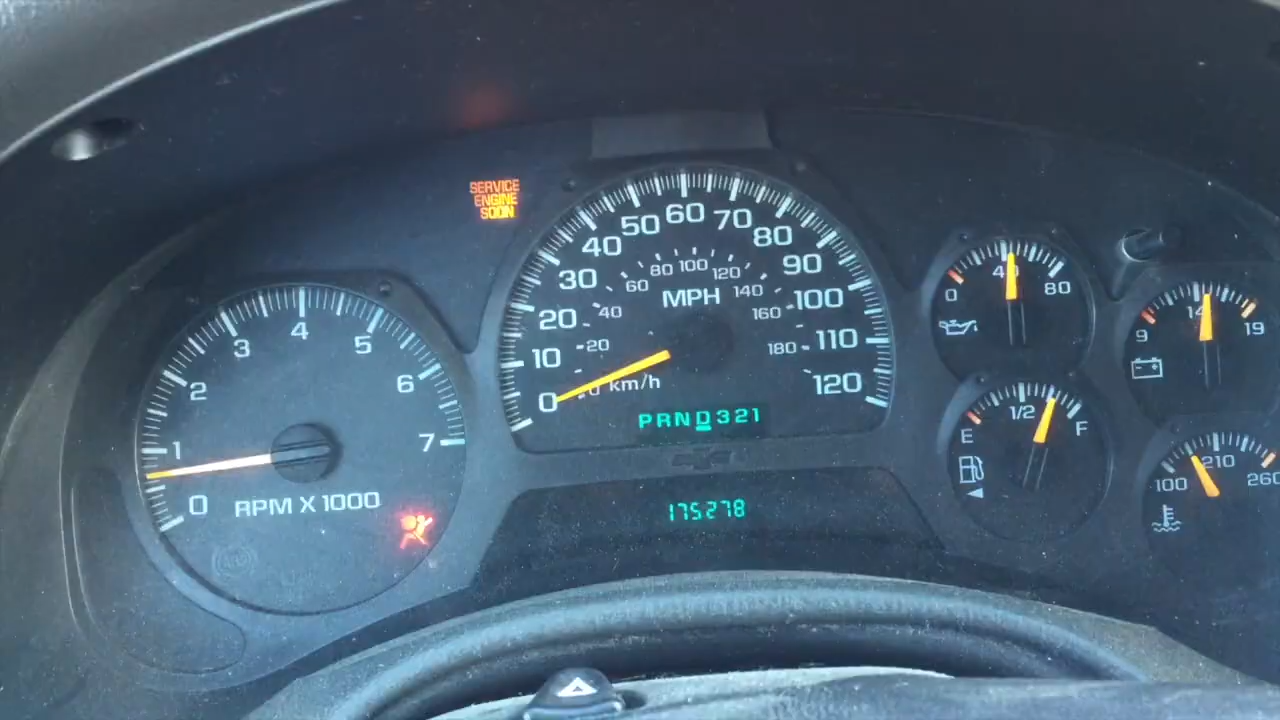 SERVICE
ENGINE
SOON
0 1 2 3 4 5 6 7
RPM X 1000
0 10 20 30 40 50 60 70 80 90 100 110 120
MPH
0 20 40 60 80 100 120 140 160 180
km/h
PRND321
175278
0 40 80
9 14 19
E 1/2 F
100 210 260